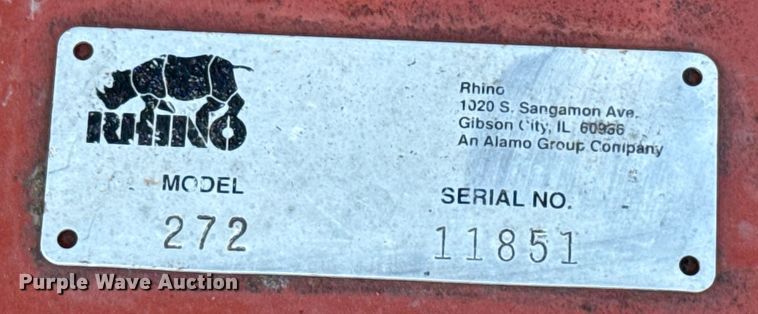 RHINO
Rhino
1020 S. Sangamon Ave.
Gibson City, IL 60936
An Alamo Group Company
MODEL
SERIAL NO.
272
11851
Purple Wave Auction